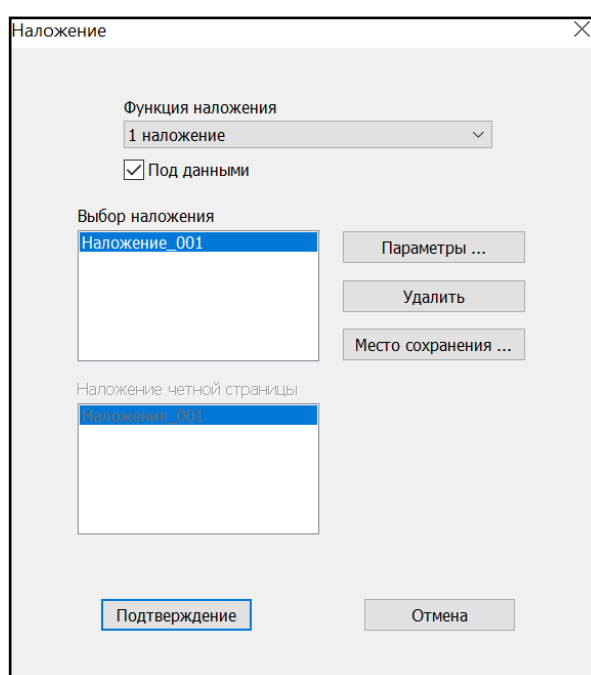 Наложение
Функция наложения
1 наложение
Под данными
Выбор наложения
Наложение_001
Параметры ...
Удалить
Место сохранения ...
Наложение четной страницы
Наложение_001
Подтверждение
Отмена